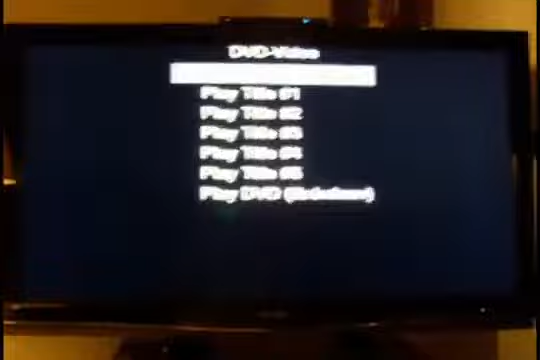 DVD-Video
Play Title #1
Play Title #2
Play Title #3
Play Title #4
Play Title #5
Play DVD